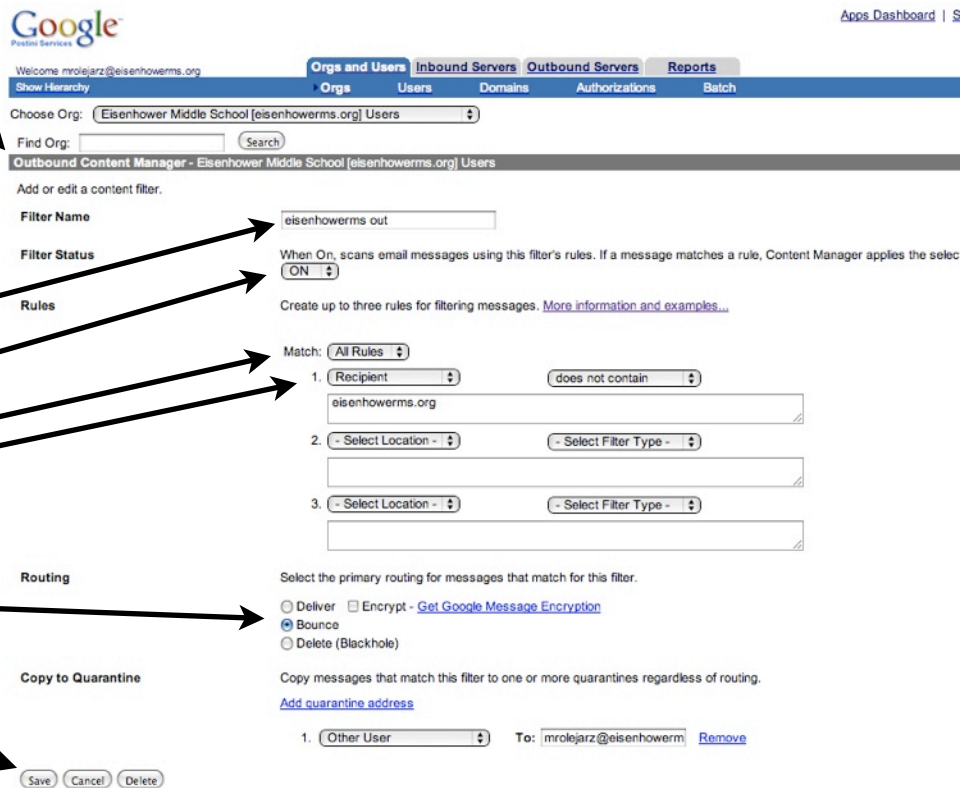 Apps Dashboard | S
Google
Postini Services
Welcome mrolejarz@eisenhowerms.org
Orgs and Users Inbound Servers Outbound Servers Reports
Show Hierarchy
Orgs Users Domains Authorizations Batch
Choose Org: Eisenhower Middle School [eisenhowerms.org] Users
Find Org: Search
Outbound Content Manager - Eisenhower Middle School [eisenhowerms.org] Users
Add or edit a content filter.
Filter Name eisenhowerms out
Filter Status When On, scans email messages using this filter's rules. If a message matches a rule, Content Manager applies the selec
ON
Rules Create up to three rules for filtering messages. More information and examples...
Match: All Rules
1. Recipient does not contain
eisenhowerms.org
2. - Select Location - - Select Filter Type -
3. - Select Location - - Select Filter Type -
Routing Select the primary routing for messages that match for this filter.
Deliver Encrypt - Get Google Message Encryption
Bounce
Delete (Blackhole)
Copy to Quarantine Copy messages that match this filter to one or more quarantines regardless of routing.
Add quarantine address
1. Other User To: mrolejarz@eisenhowerm Remove
Save Cancel Delete